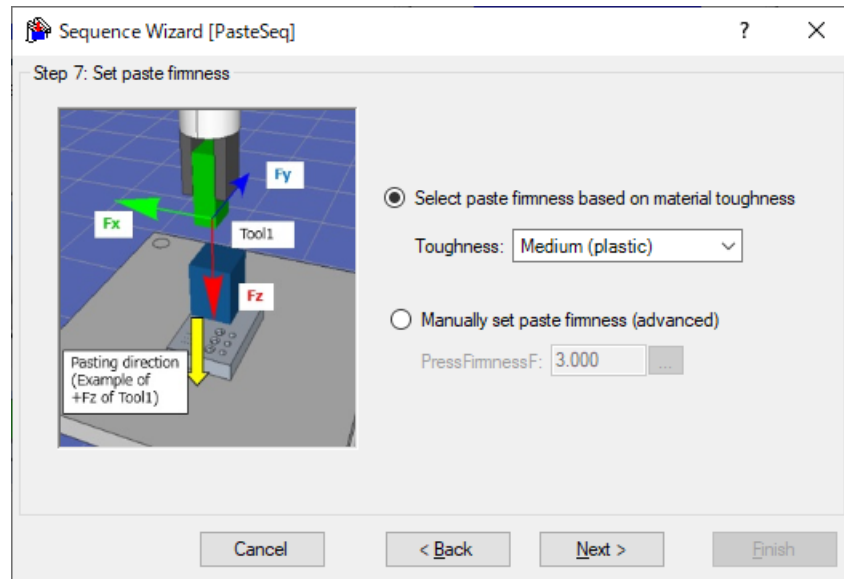 Sequence Wizard [PasteSeq]
? X
Step 7: Set paste firmness
Fy
Fx
Tool1
Fz
Pasting direction
(Example of
+Fz of Tool1)
Select paste firmness based on material toughness
Toughness: Medium (plastic)
Manually set paste firmness (advanced)
PressFirmnessF: 3.000 ...
Cancel < Back Next > Finish